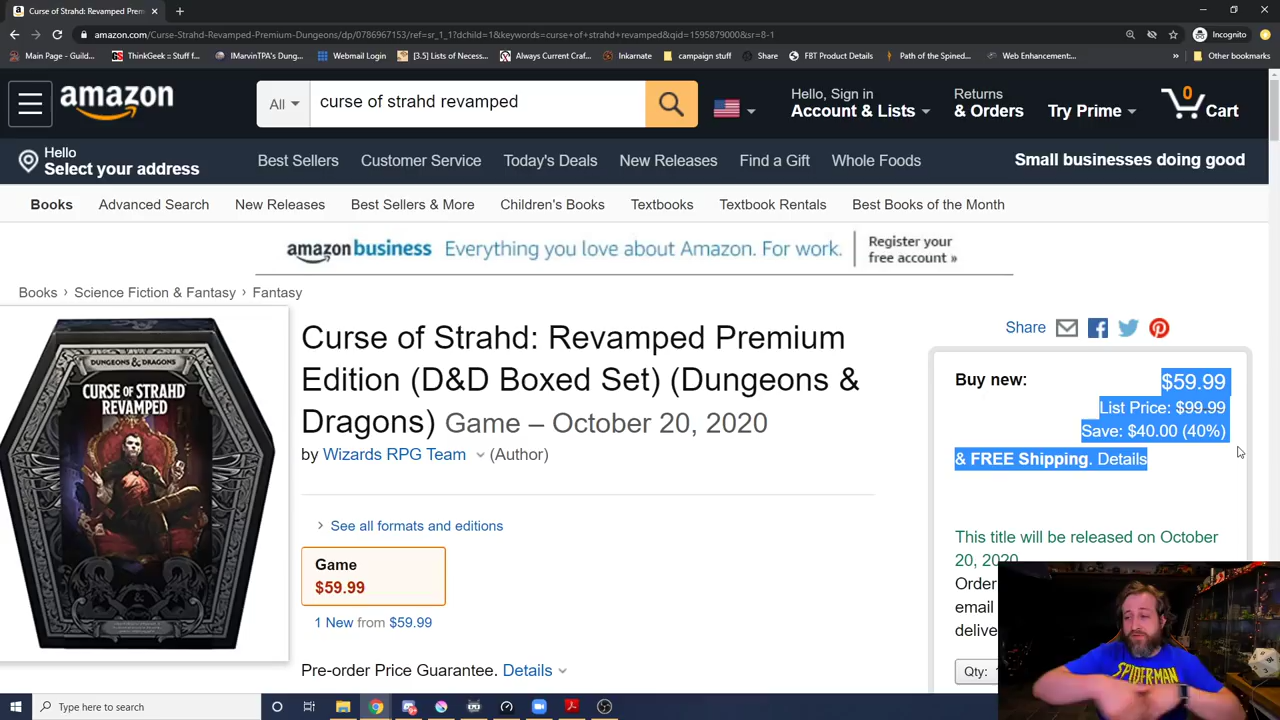 Curse of Strahd: Revamped Prem
amazon.com/Curse-Strahd-Revamped-Premium-Dungeons/dp/0786967153/ref=sr_1_1?dchild=1&keywords=curse+of+strahd+revamped&qid=1595879000&sr=8-1
Incognito
Main Page - Guild...
ThinkGeek :: Stuff f...
IMarvinTPA's Dung...
Webmail Login
[3.5] Lists of Necess...
Always Current Craf...
Inkarnate
campaign stuff
Share
FBT Product Details
Path of the Spined...
Web Enhancement:...
»
Other bookmarks
amazon
All
curse of strahd revamped
Hello, Sign in
Account & Lists
Returns
& Orders
Try Prime
0
Cart
Hello
Select your address
Best Sellers
Customer Service
Today's Deals
New Releases
Find a Gift
Whole Foods
Small businesses doing good
Books
Advanced Search
New Releases
Best Sellers & More
Children's Books
Textbooks
Textbook Rentals
Best Books of the Month
amazon business Everything you love about Amazon. For work.
Register your
free account »
Books › Science Fiction & Fantasy › Fantasy
DUNGEONS & DRAGONS
CURSE OF STRAHD
REVAMPED
Curse of Strahd: Revamped Premium
Edition (D&D Boxed Set) (Dungeons &
Dragons) Game – October 20, 2020
by Wizards RPG Team (Author)
› See all formats and editions
Game
$59.99
1 New from $59.99
Pre-order Price Guarantee. Details
Share
Buy new:
$59.99
List Price: $99.99
Save: $40.00 (40%)
& FREE Shipping. Details
This title will be released on October
20, 2020
Order
email
deliv
Qty:
SPIDER-MAN
Type here to search